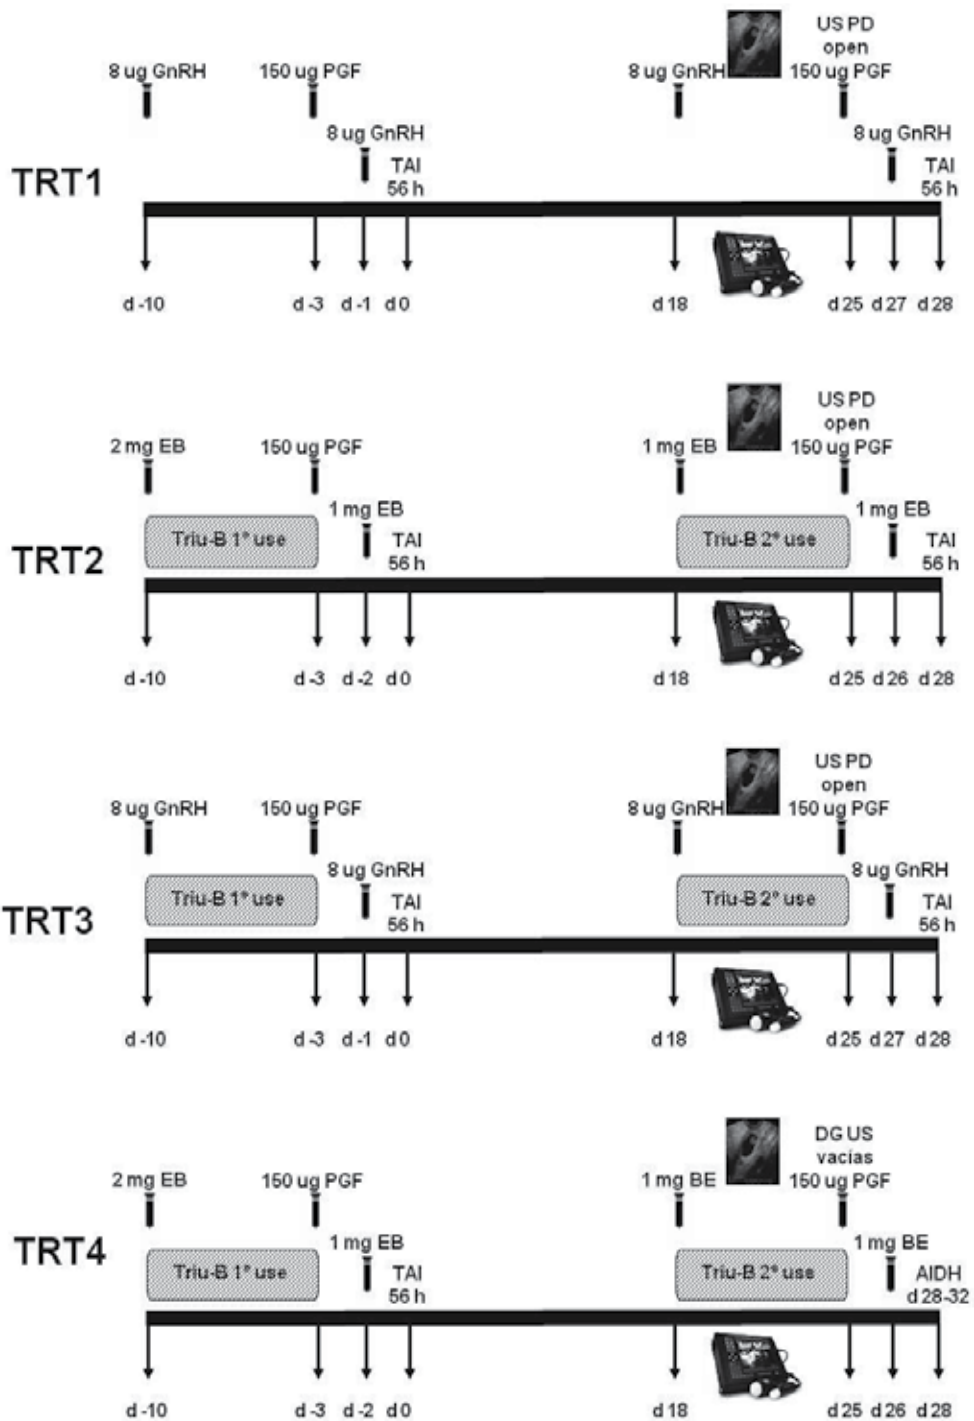 US PD
open
8 ug GnRH 150 ug PGF 8 ug GnRH 150 ug PGF
8 ug GnRH 8 ug GnRH
TRT1
TAI TAI
56 h 56 h
d -10 d -3 d -1 d 0 d 18 d 25 d 27 d 28
US PD
open
2 mg EB 150 ug PGF 1 mg EB 150 ug PGF
1 mg EB 1 mg EB
TRT2
Triu-B 1° use TAI Triu-B 2° use TAI
56 h 56 h
d -10 d -3 d -2 d 0 d 18 d 25 d 26 d 28
US PD
open
8 ug GnRH 150 ug PGF 8 ug GnRH 150 ug PGF
8 ug GnRH 8 ug GnRH
TRT3
Triu-B 1° use TAI Triu-B 2° use TAI
56 h 56 h
d -10 d -3 d -1 d 0 d 18 d 25 d 27 d 28
DG US
vacias
2 mg EB 150 ug PGF 1 mg BE 150 ug PGF
1 mg EB 1 mg BE
TRT4
Triu-B 1° use TAI Triu-B 2° use AIDH
56 h d 28-32
d -10 d -3 d -2 d 0 d 18 d 25 d 26 d 28